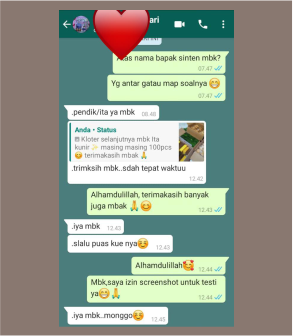 ari
Atas nama bapak sinten mbk?
07.47
Yg antar gatau map soalnya
07.47
.pendik/ita ya mbk
08.48
Anda • Status
Kloter selanjutnya mbk Ita
kunir masing masing 100pcs
terimakasih mbak
.trimksih mbk..sdah tepat waktuu
12.42
Alhamdulillah, terimakasih banyak
juga mbak
12.43
.iya mbk
12.43
.slalu puas kue nya
12.43
Alhamdulillah
12.44
Mbk,saya izin screenshot untuk testi
ya
12.44
.iya mbk..monggo
12.45